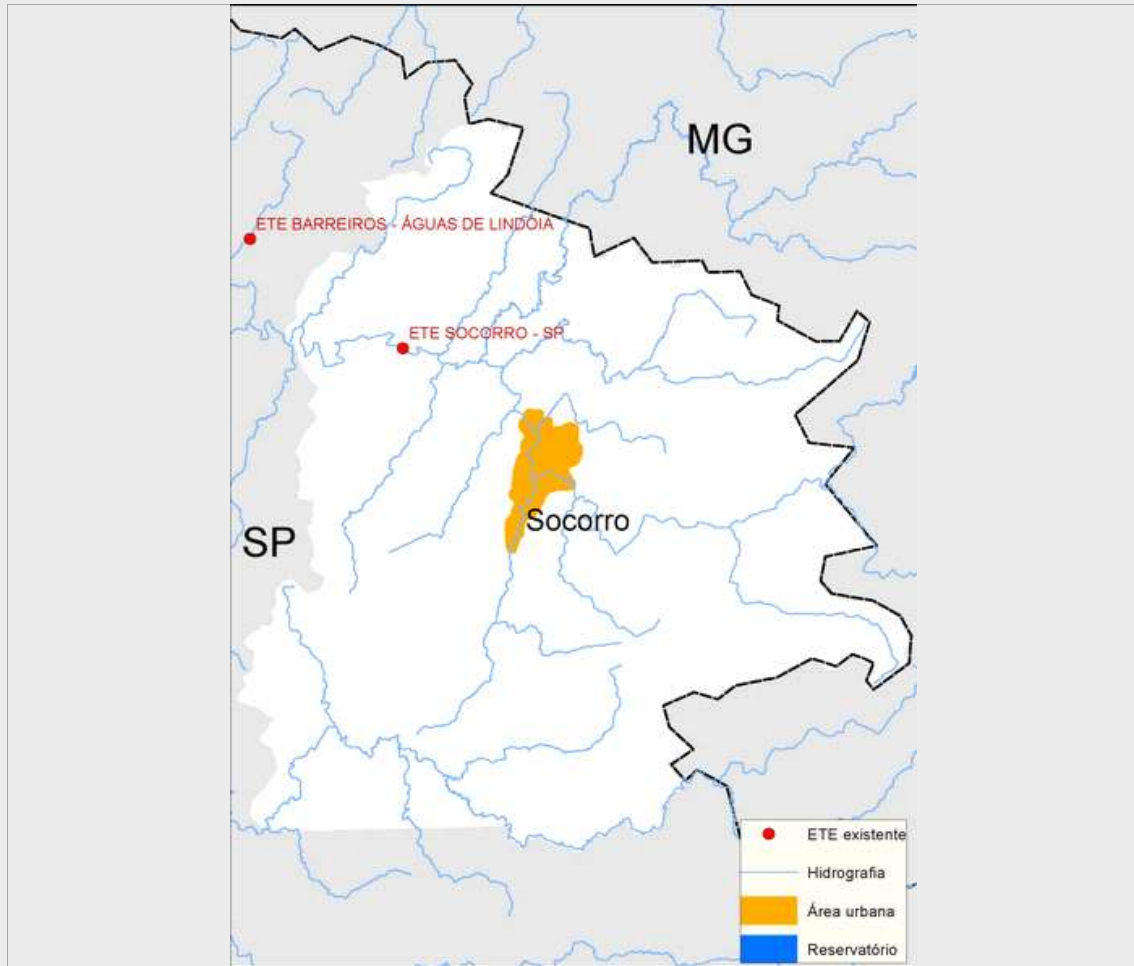 MG
ETE BARREIROS - ÁGUAS DE LINDÓIA
ETE SOCORRO - SP
Socorro
SP
ETE existente
Hidrografia
Área urbana
Reservatório